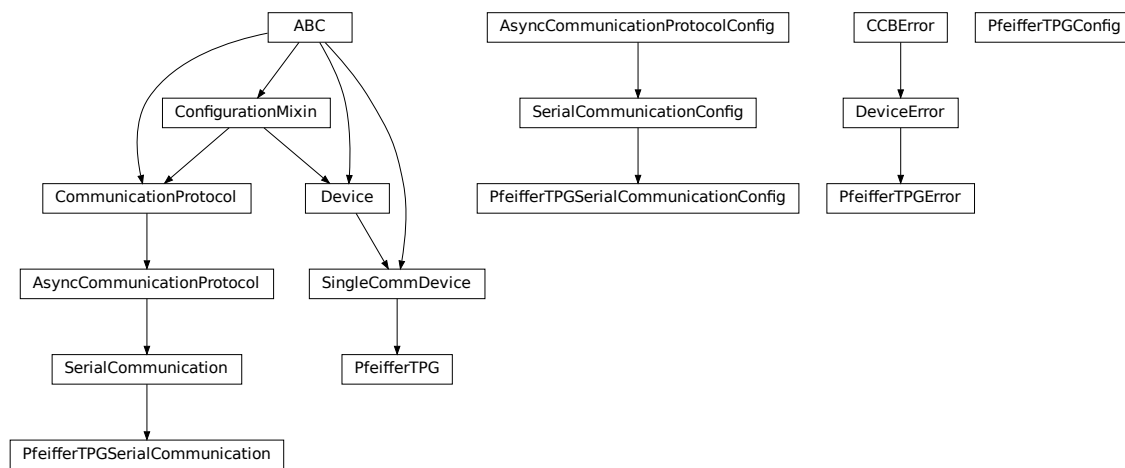 ABC
AsyncCommunicationProtocolConfig
CCBError
PfeifferTPGConfig
ConfigurationMixin
SerialCommunicationConfig
DeviceError
CommunicationProtocol
Device
PfeifferTPGSerialCommunicationConfig
PfeifferTPGError
AsyncCommunicationProtocol
SingleCommDevice
SerialCommunication
PfeifferTPG
PfeifferTPGSerialCommunication